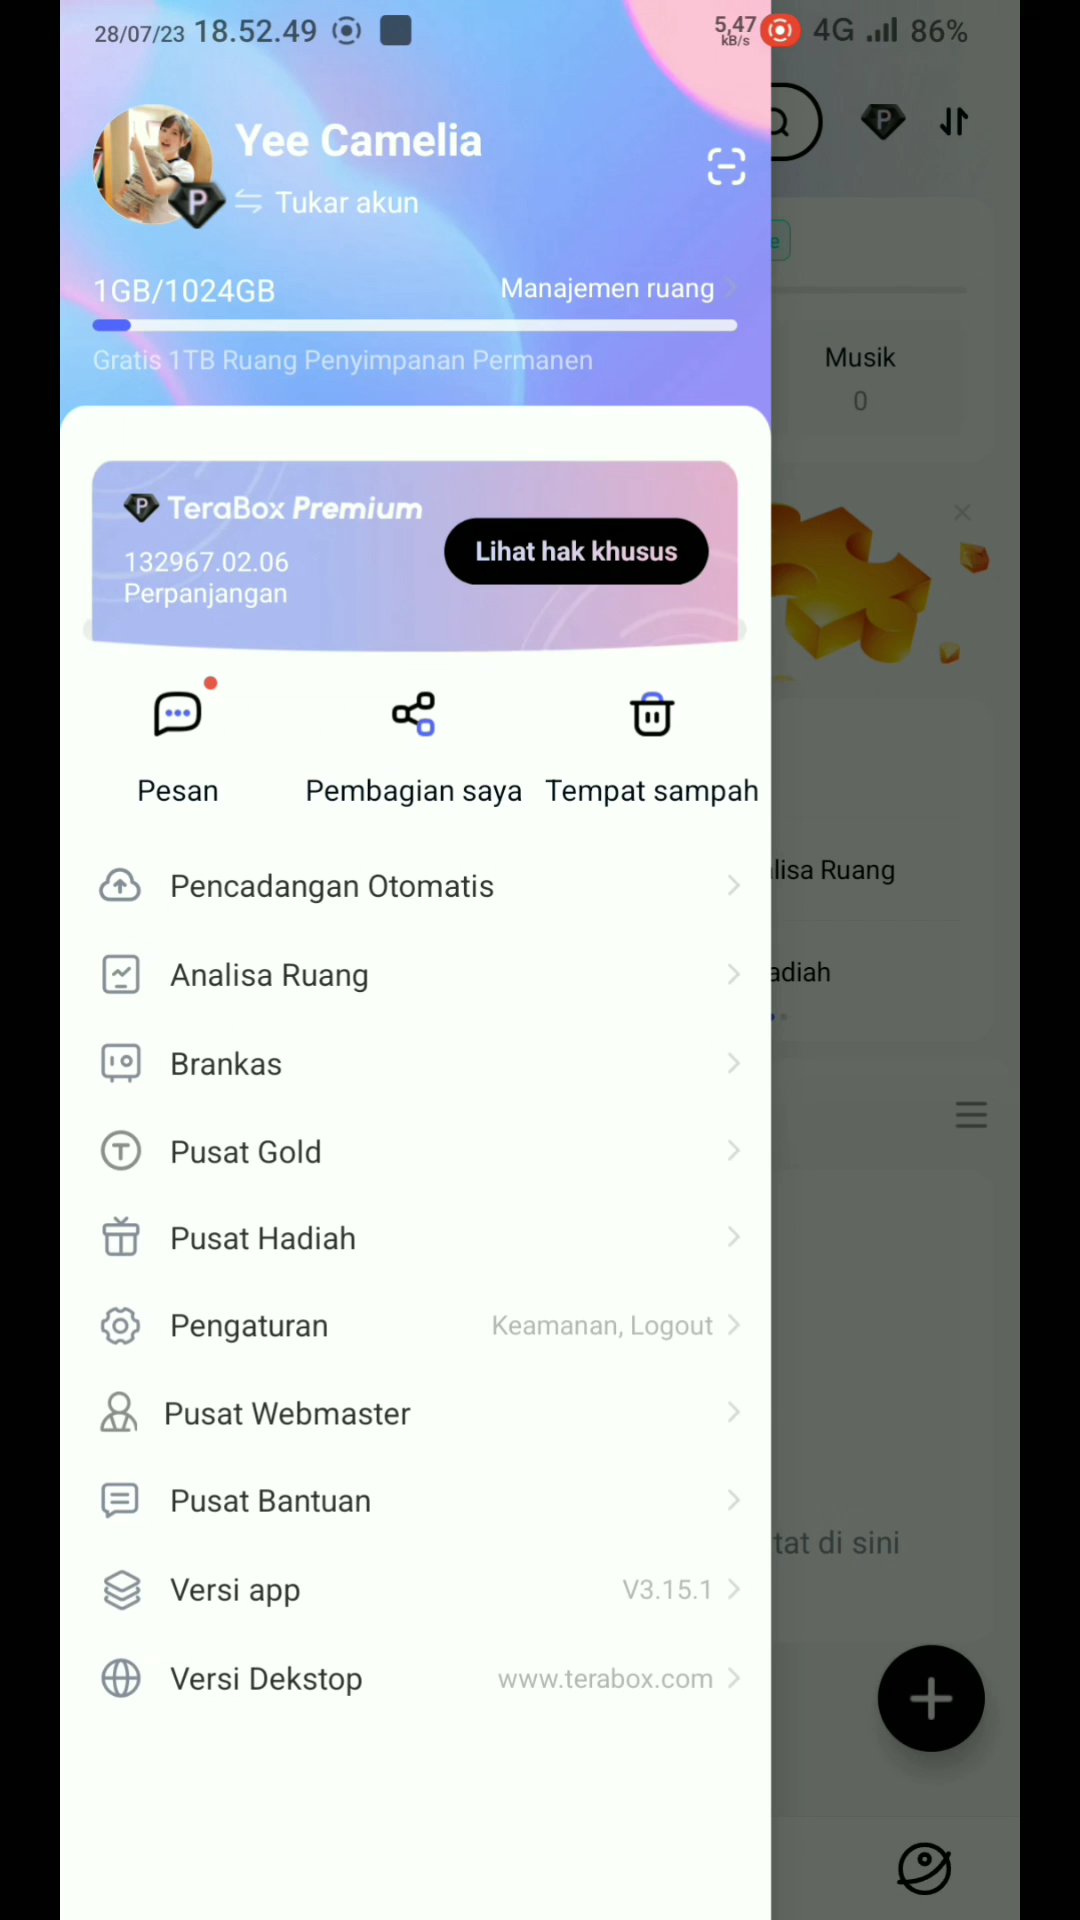 28/07/23 18.52.49
5,47
kB/s
4G
86%
Yee Camelia
P
P
Tukar akun
1GB/1024GB
Manajemen ruang
Gratis 1TB Ruang Penyimpanan Permanen
e
Musik
0
P TeraBox Premium
132967.02.06
Perpanjangan
Lihat hak khusus
Pesan
Pembagian saya
Tempat sampah
Pencadangan Otomatis
lisa Ruang
Analisa Ruang
adiah
Brankas
Pusat Gold
Pusat Hadiah
Pengaturan
Keamanan, Logout
Pusat Webmaster
Pusat Bantuan
tat di sini
Versi app
V3.15.1
Versi Dekstop
www.terabox.com